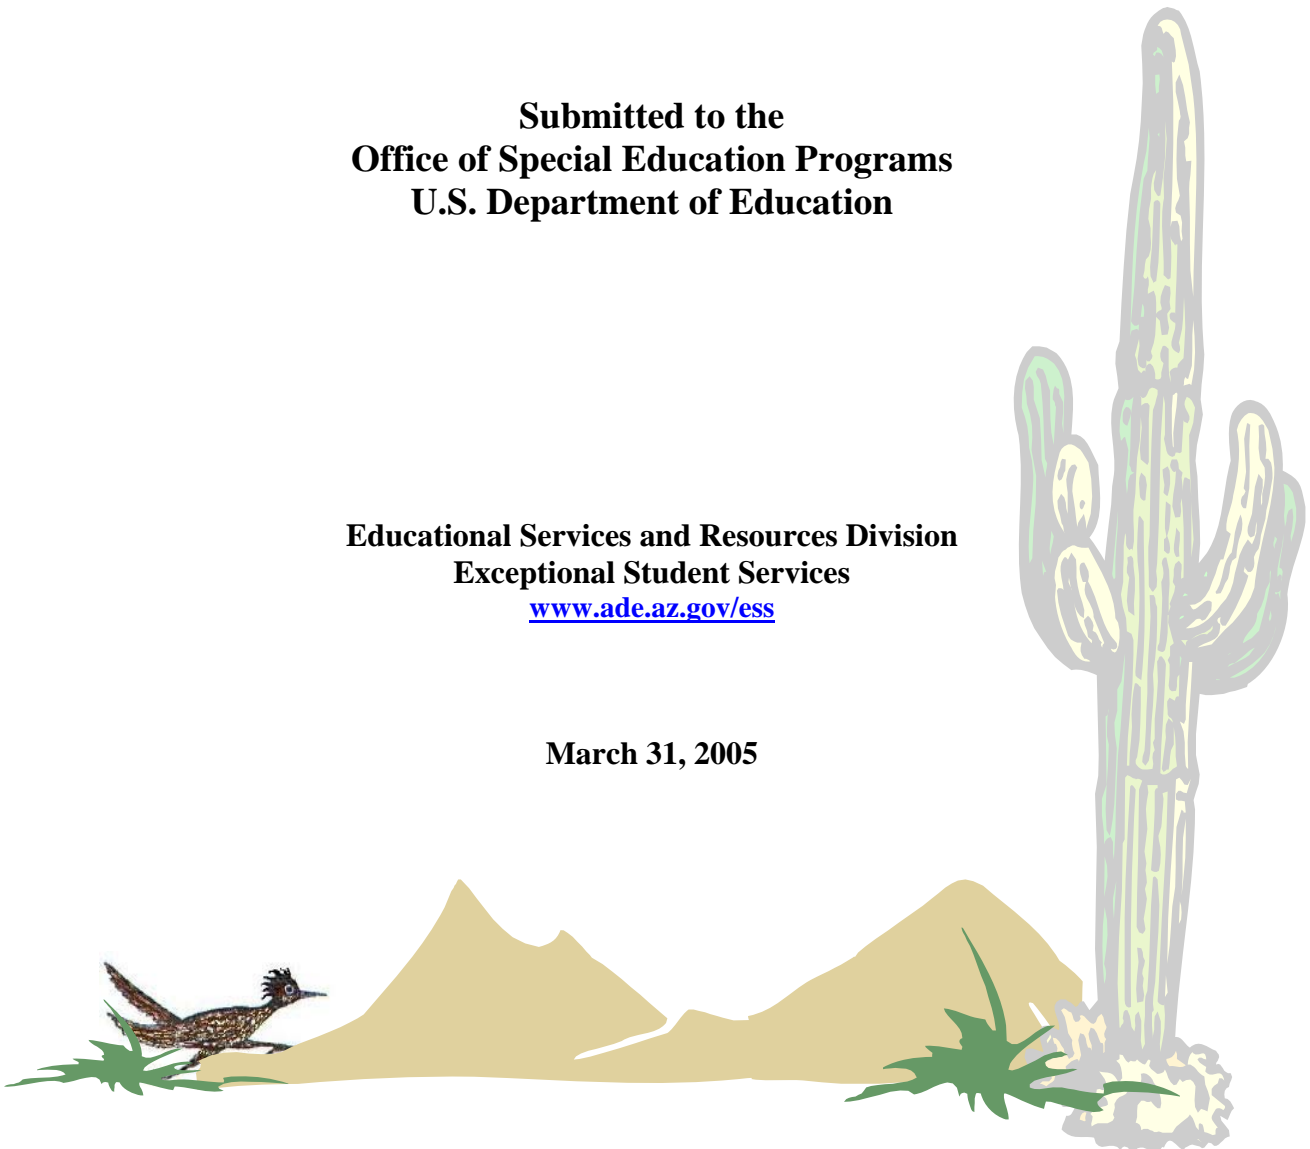 Submitted to the
Office of Special Education Programs
U.S. Department of Education
Educational Services and Resources Division
Exceptional Student Services
www.ade.az.gov/ess
March 31, 2005